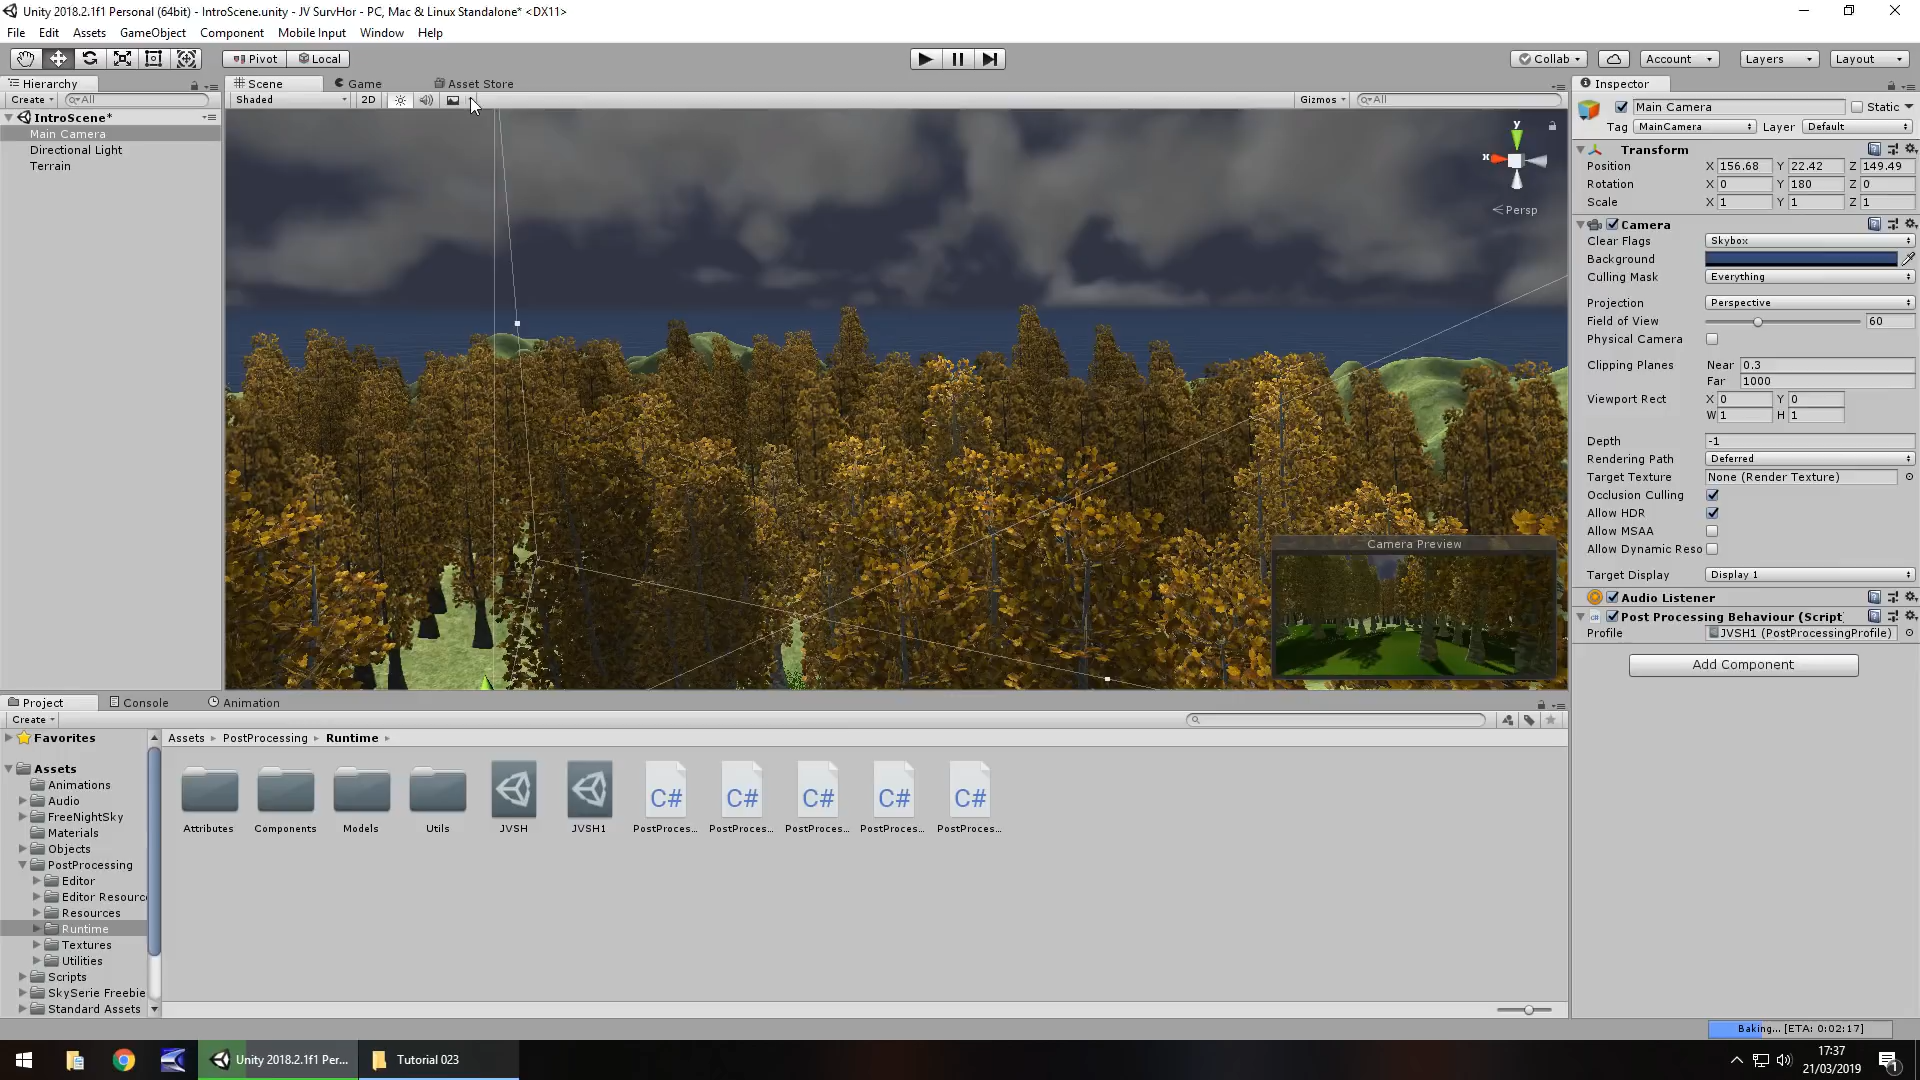 Unity 2018.2.1f1 Personal (64bit) - IntroScene.unity - JV SurvHor - PC, Mac & Linux Standalone* <DX11>
File Edit Assets GameObject Component Mobile Input Window Help
Pivot Local Collab Account Layers Layout
Hierarchy Scene Game Asset Store Inspector
Create All Shaded 2D Gizmos All
Main Camera Static
Tag MainCamera Layer Default
IntroScene*
Main Camera
Directional Light
Terrain
y
x
Persp
Transform
Position X 156.68 Y 22.42 Z 149.49
Rotation X 0 Y 180 Z 0
Scale X 1 Y 1 Z 1
Camera
Clear Flags Skybox
Background
Culling Mask Everything
Projection Perspective
Field of View 60
Physical Camera
Clipping Planes Near 0.3
Far 1000
Viewport Rect X 0 Y 0
W 1 H 1
Depth -1
Rendering Path Deferred
Target Texture None (Render Texture)
Occlusion Culling
Allow HDR
Allow MSAA
Allow Dynamic Reso
Target Display Display 1
Audio Listener
Post Processing Behaviour (Script
Profile JVSH1 (PostProcessingProfile)
Add Component
Camera Preview
Project Console Animation
Create
Favorites
Assets
Animations
Audio
FreeNightSky
Materials
Objects
PostProcessing
Editor
Editor Resourc
Resources
Runtime
Textures
Utilities
Scripts
SkySerie Freebie
Standard Assets
Assets PostProcessing Runtime
C# C# C# C# C#
Attributes Components Models Utils JVSH JVSH1 PostProces... PostProces... PostProces... PostProces... PostProces...
Baking... [ETA: 0:02:17]
Unity 2018.2.1f1 Per... Tutorial 023
17:37
21/03/2019
1